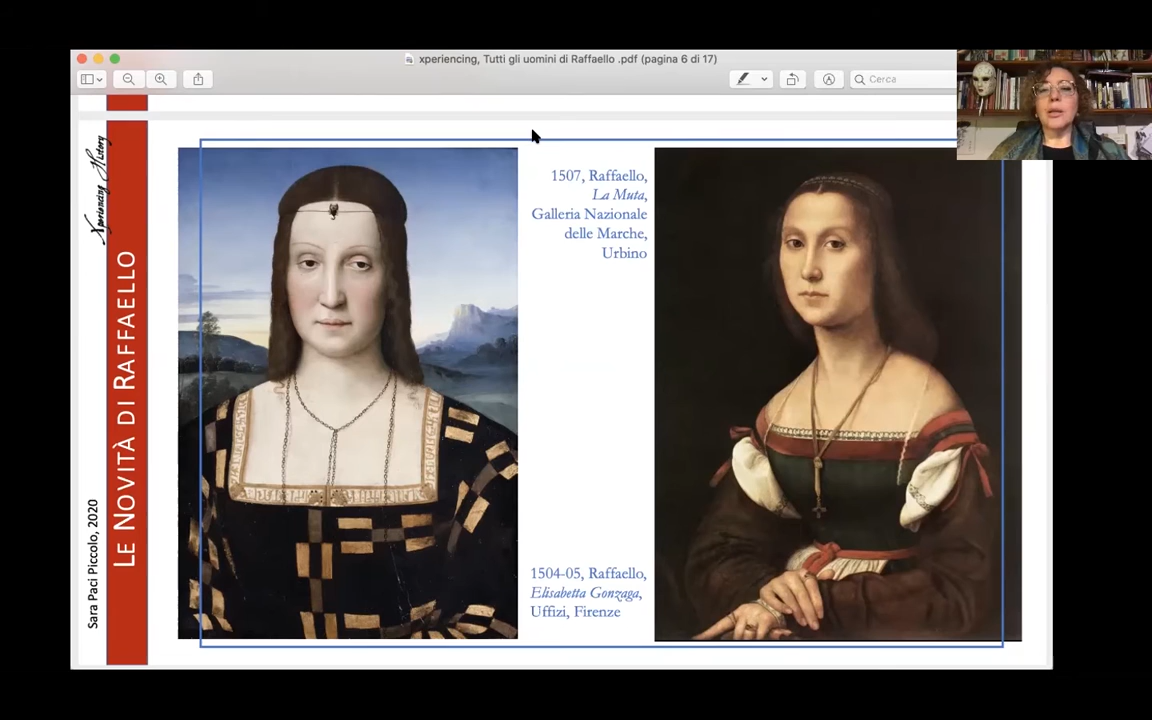 xperiencing, Tutti gli uomini di Raffaello .pdf (pagina 6 di 17)
Cerca
Xperiencing History
LE NOVITÀ DI RAFFAELLO
Sara Paci Piccolo, 2020
1507, Raffaello,
La Muta,
Galleria Nazionale
delle Marche,
Urbino
1504-05, Raffaello,
Elisabetta Gonzaga,
Uffizi, Firenze